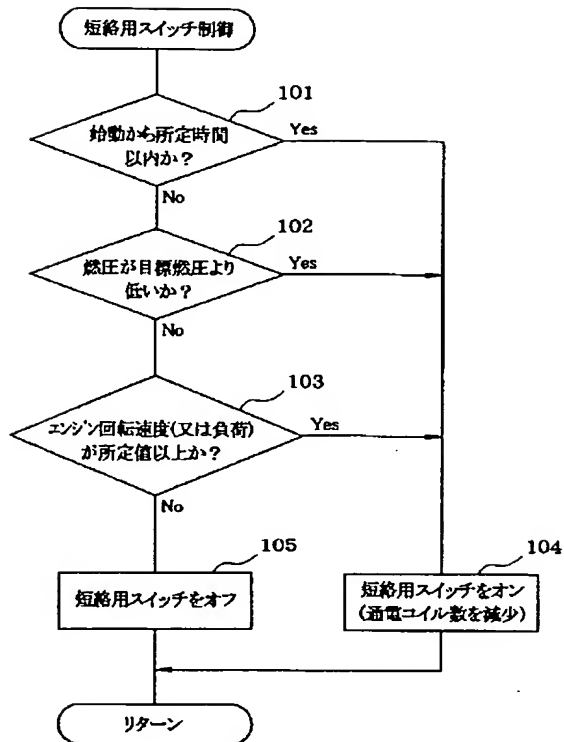 短絡用スイッチ制御
101
始動から所定時間
以内か？
Yes
No
102
燃圧が目標燃圧より
低いか？
Yes
No
103
エンジン回転速度(又は負荷)
が所定値以上か？
Yes
No
105
短絡用スイッチをオフ
104
短絡用スイッチをオン
(通電コイル数を減少)
リターン